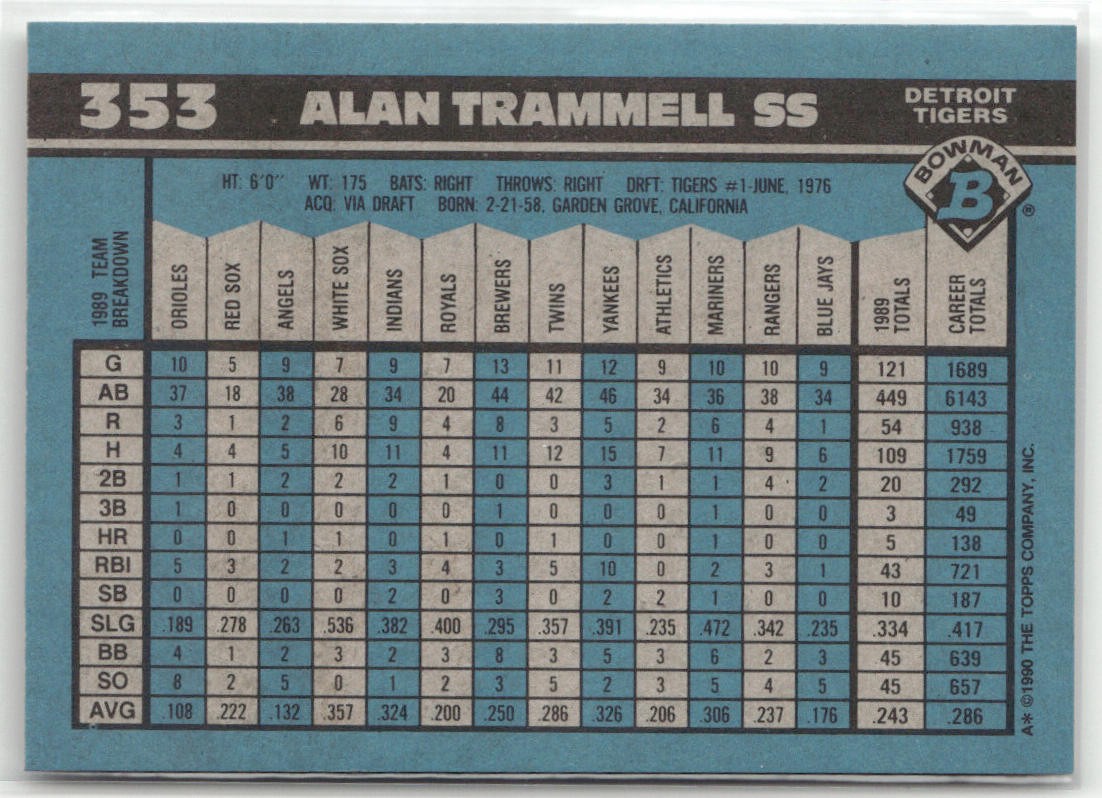 353 ALAN TRAMMELL SS DETROIT TIGERS
BOWMAN
B
®
HT: 6'0" WT: 175 BATS: RIGHT THROWS: RIGHT DRFT: TIGERS #1-JUNE, 1976
ACQ: VIA DRAFT BORN: 2-21-58, GARDEN GROVE, CALIFORNIA
1989 TEAM BREAKDOWN ORIOLES RED SOX ANGELS WHITE SOX INDIANS ROYALS BREWERS TWINS YANKEES ATHLETICS MARINERS RANGERS BLUE JAYS 1989 TOTALS CAREER TOTALS
G 10 5 9 7 9 7 13 11 12 9 10 10 9 121 1689
AB 37 18 38 28 34 20 44 42 46 34 36 38 34 449 6143
R 3 1 2 6 9 4 8 3 5 2 6 4 1 54 938
H 4 4 5 10 11 4 11 12 15 7 11 9 6 109 1759
2B 1 1 2 2 2 1 0 0 3 1 1 4 2 20 292
3B 1 0 0 0 0 0 1 0 0 0 1 0 0 3 49
HR 0 0 1 1 0 1 0 1 0 0 1 0 0 5 138
RBI 5 3 2 2 3 4 3 5 10 0 2 3 1 43 721
SB 0 0 0 0 2 0 3 0 2 2 1 0 0 10 187
SLG .189 .278 .263 .536 .382 .400 .295 .357 .391 .235 .472 .342 .235 .334 .417
BB 4 1 2 3 2 3 8 3 5 3 6 2 3 45 639
SO 8 2 5 0 1 2 3 5 2 3 5 4 5 45 657
AVG .108 .222 .132 .357 .324 .200 .250 .286 .326 .206 .306 .237 .176 .243 .286
A* ©1990 THE TOPPS COMPANY, INC.